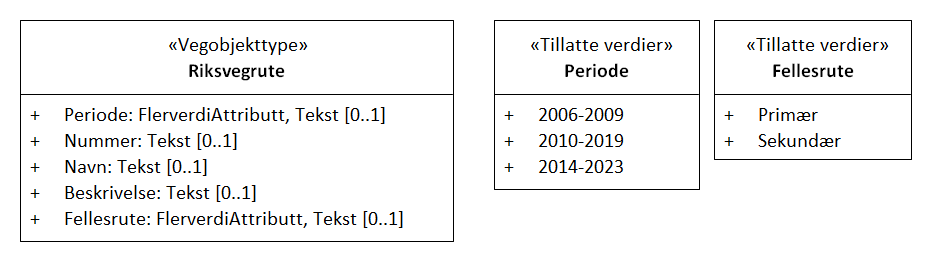 «Vegobjekttype»
Riksvegrute
+ Periode: FlerverdiAttributt, Tekst [0..1]
+ Nummer: Tekst [0..1]
+ Navn: Tekst [0..1]
+ Beskrivelse: Tekst [0..1]
+ Fellesrute: FlerverdiAttributt, Tekst [0..1]
«Tillatte verdier»
Periode
+ 2006-2009
+ 2010-2019
+ 2014-2023
«Tillatte verdier»
Fellesrute
+ Primær
+ Sekundær